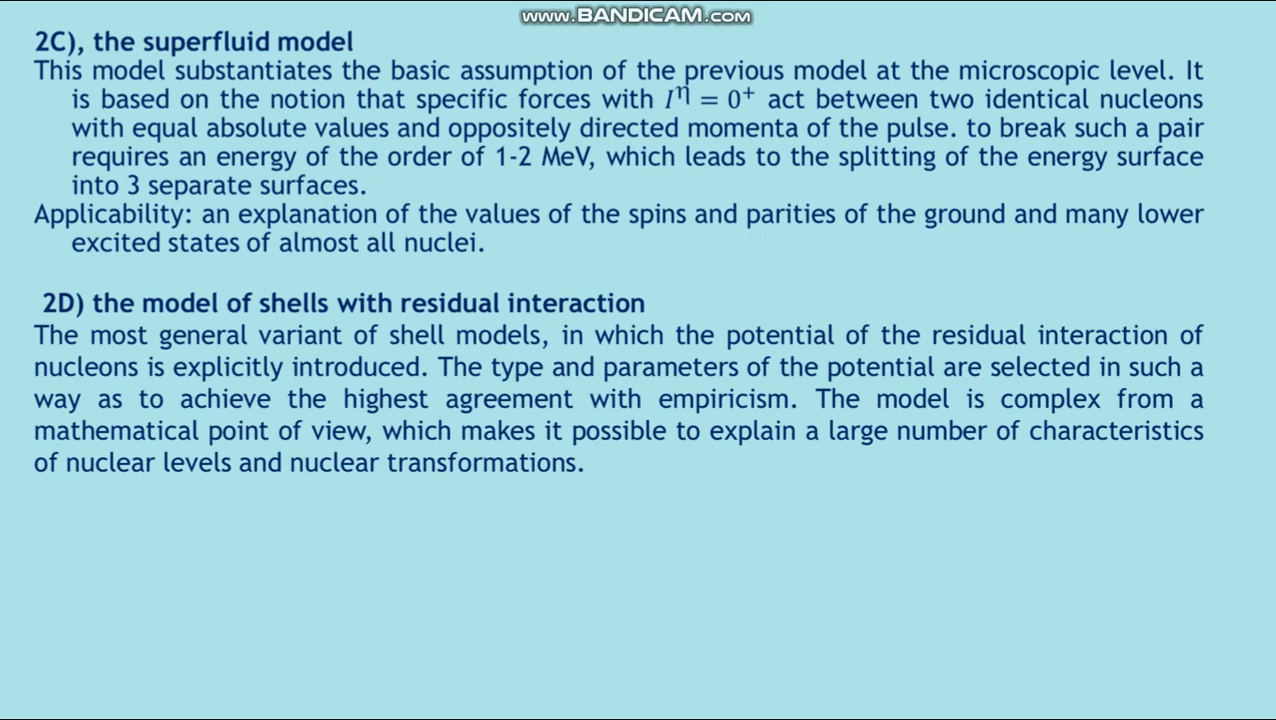 www.BANDICAM.com
2C), the superfluid model
This model substantiates the basic assumption of the previous model at the microscopic level. It
is based on the notion that specific forces with Iᶯ = 0⁺ act between two identical nucleons
with equal absolute values and oppositely directed momenta of the pulse. to break such a pair
requires an energy of the order of 1-2 MeV, which leads to the splitting of the energy surface
into 3 separate surfaces.
Applicability: an explanation of the values of the spins and parities of the ground and many lower
excited states of almost all nuclei.
2D) the model of shells with residual interaction
The most general variant of shell models, in which the potential of the residual interaction of
nucleons is explicitly introduced. The type and parameters of the potential are selected in such a
way as to achieve the highest agreement with empiricism. The model is complex from a
mathematical point of view, which makes it possible to explain a large number of characteristics
of nuclear levels and nuclear transformations.